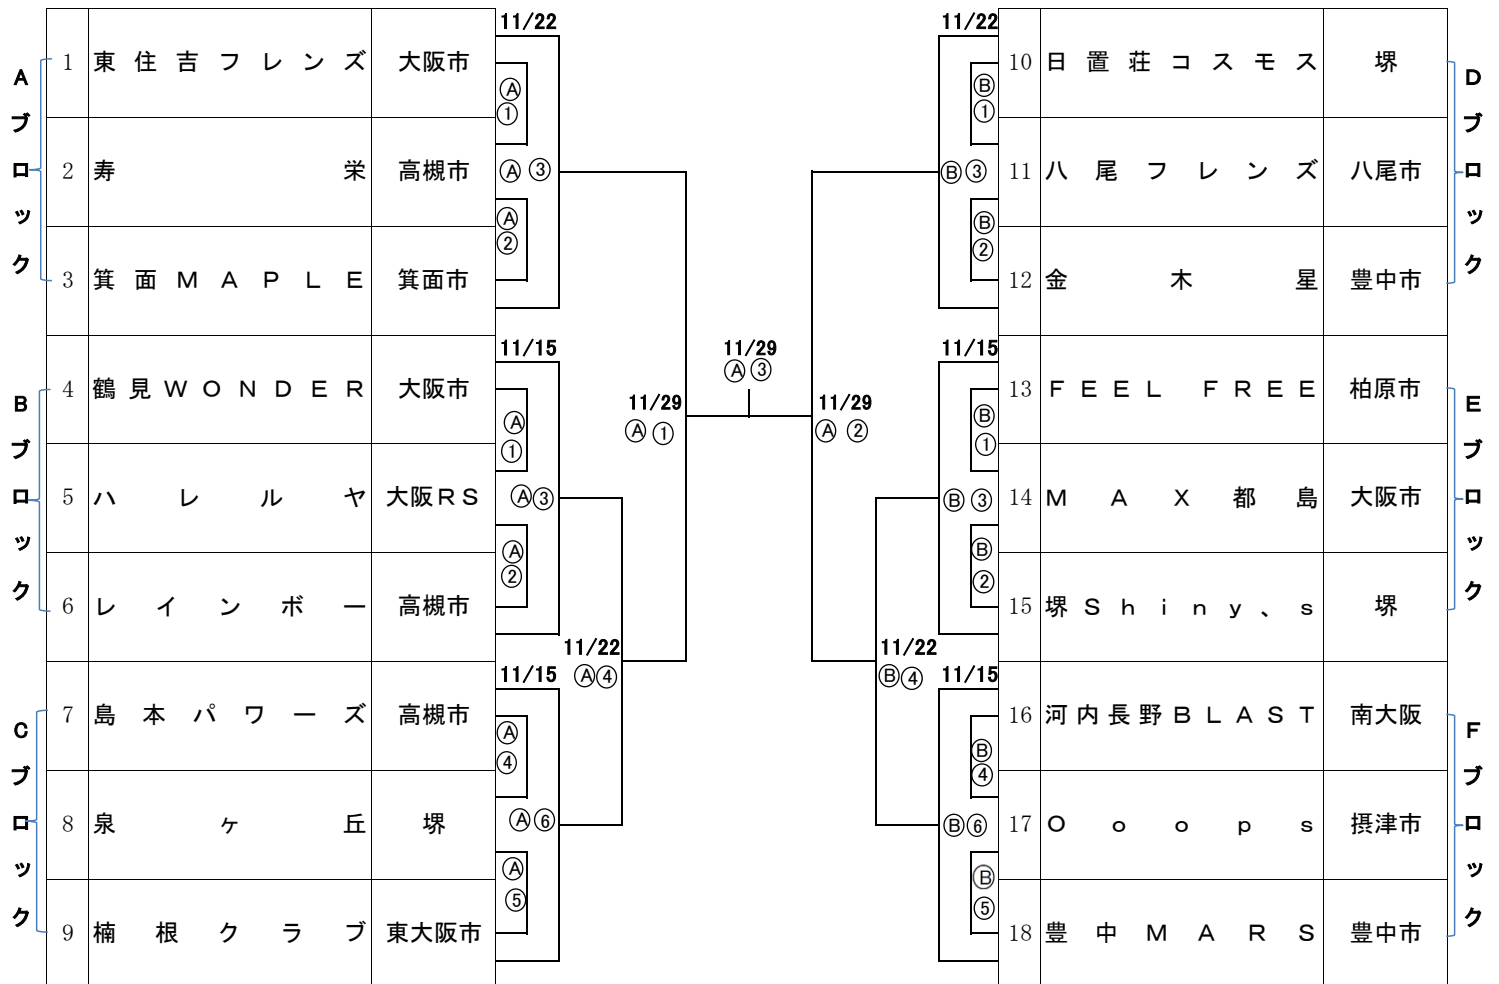 Aブロック
11/22
1 東住吉フレンズ 大阪市
Ⓐ①
2 寿栄 高槻市
Ⓐ③
Ⓐ②
3 箕面MAPLE 箕面市
Bブロック
11/15
4 鶴見WONDER 大阪市
Ⓐ①
5 ハレルヤ 大阪RS
Ⓐ③
Ⓐ②
6 レインボー 高槻市
11/22
Ⓐ④
Cブロック
11/15
7 島本パワーズ 高槻市
Ⓐ④
8 泉ヶ丘 堺
Ⓐ⑥
Ⓐ⑤
9 楠根クラブ 東大阪市
11/29
Ⓐ①
11/29
Ⓐ③
11/29
Ⓐ②
Dブロック
11/22
10 日置荘コスモス 堺
Ⓑ①
11 八尾フレンズ 八尾市
Ⓑ③
Ⓑ②
12 金木星 豊中市
Eブロック
11/15
13 FEEL FREE 柏原市
Ⓑ①
14 MAX都島 大阪市
Ⓑ③
Ⓑ②
15 堺Shiny、s 堺
11/22
Ⓑ④
Fブロック
11/15
16 河内長野BLAST 南大阪
Ⓑ④
17 Ooops 摂津市
Ⓑ⑥
Ⓑ⑤
18 豊中MARS 豊中市